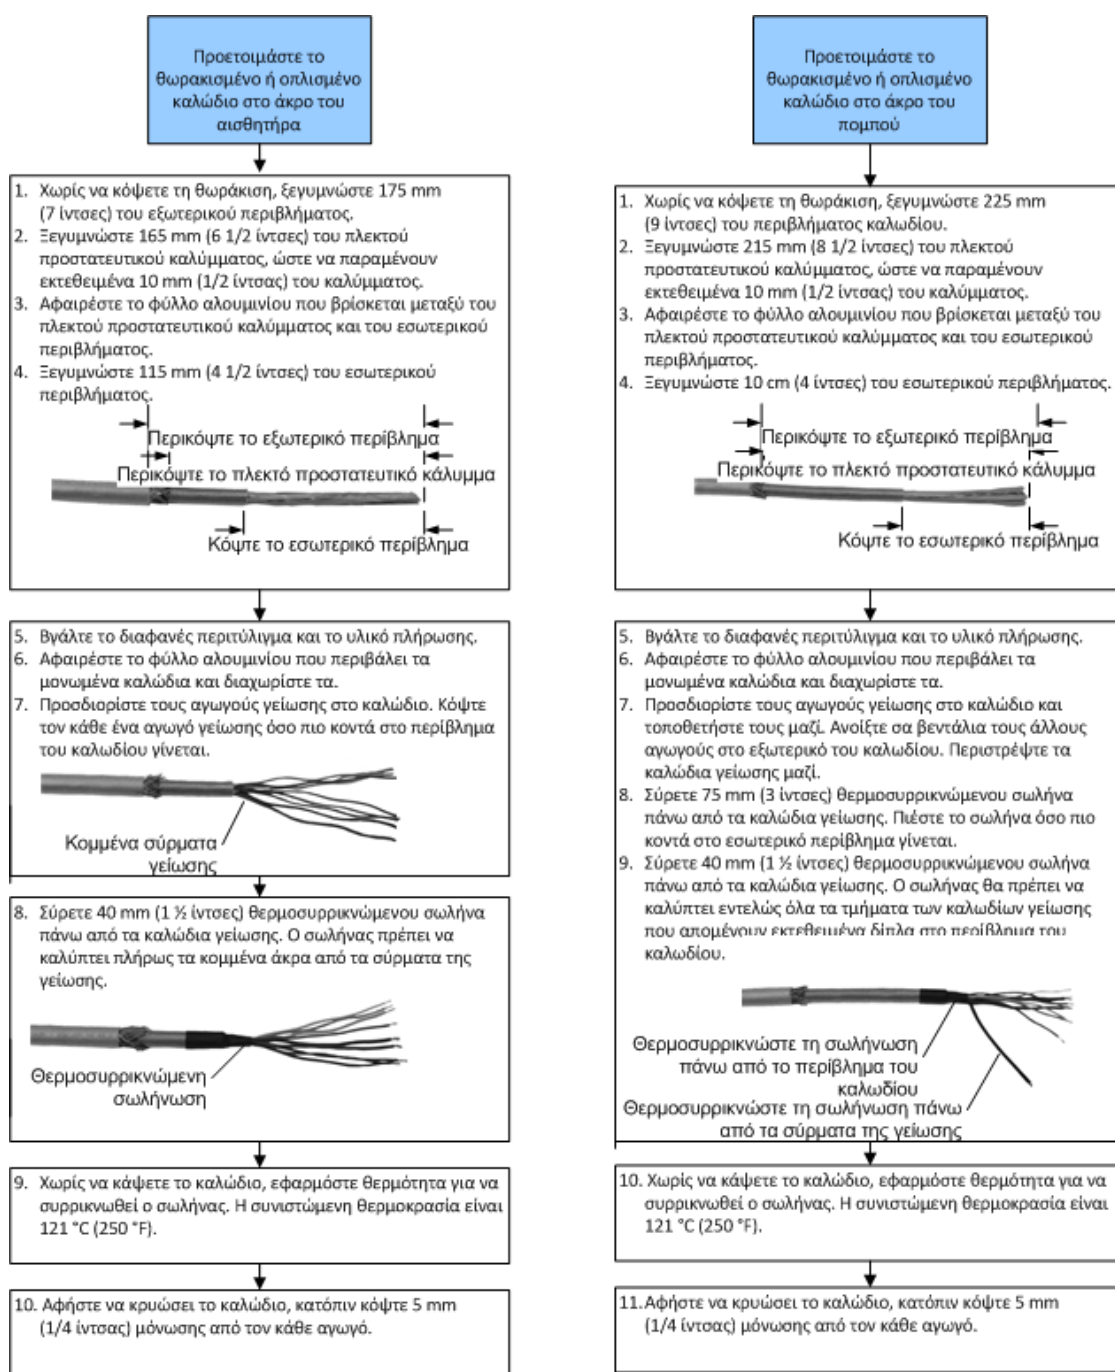 Προετοιμάστε το
θωρακισμένο ή οπλισμένο
καλώδιο στο άκρο του
αισθητήρα
1. Χωρίς να κόψετε τη θωράκιση, ξεγυμνώστε 175 mm
(7 ίντσες) του εξωτερικού περιβλήματος.
2. Ξεγυμνώστε 165 mm (6 1/2 ίντσες) του πλεκτού
προστατευτικού καλύμματος, ώστε να παραμένουν
εκτεθειμένα 10 mm (1/2 ίντσας) του καλύμματος.
3. Αφαιρέστε το φύλλο αλουμινίου που βρίσκεται μεταξύ του
πλεκτού προστατευτικού καλύμματος και του εσωτερικού
περιβλήματος.
4. Ξεγυμνώστε 115 mm (4 1/2 ίντσες) του εσωτερικού
περιβλήματος.
Περικόψτε το εξωτερικό περίβλημα
Περικόψτε το πλεκτό προστατευτικό κάλυμμα
Κόψτε το εσωτερικό περίβλημα
5. Βγάλτε το διαφανές περιτύλιγμα και το υλικό πλήρωσης.
6. Αφαιρέστε το φύλλο αλουμινίου που περιβάλει τα
μονωμένα καλώδια και διαχωρίστε τα.
7. Προσδιορίστε τους αγωγούς γείωσης στο καλώδιο. Κόψτε
τον κάθε ένα αγωγό γείωσης όσο πιο κοντά στο περίβλημα
του καλωδίου γίνεται.
Κομμένα σύρματα
γείωσης
8. Σύρετε 40 mm (1 ½ ίντσες) θερμοσυρρικνώμενου σωλήνα
πάνω από τα καλώδια γείωσης. Ο σωλήνας πρέπει να
καλύπτει πλήρως τα κομμένα άκρα από τα σύρματα της
γείωσης.
Θερμοσυρρικνώμενη
σωλήνωση
9. Χωρίς να κάψετε το καλώδιο, εφαρμόστε θερμότητα για να
συρρικνωθεί ο σωλήνας. Η συνιστώμενη θερμοκρασία είναι
121 °C (250 °F).
10. Αφήστε να κρυώσει το καλώδιο, κατόπιν κόψτε 5 mm
(1/4 ίντσας) μόνωσης από τον κάθε αγωγό.
Προετοιμάστε το
θωρακισμένο ή οπλισμένο
καλώδιο στο άκρο του
πομπού
1. Χωρίς να κόψετε τη θωράκιση, ξεγυμνώστε 225 mm
(9 ίντσες) του περιβλήματος καλωδίου.
2. Ξεγυμνώστε 215 mm (8 1/2 ίντσες) του πλεκτού
προστατευτικού καλύμματος, ώστε να παραμένουν
εκτεθειμένα 10 mm (1/2 ίντσας) του καλύμματος.
3. Αφαιρέστε το φύλλο αλουμινίου που βρίσκεται μεταξύ του
πλεκτού προστατευτικού καλύμματος και του εσωτερικού
περιβλήματος.
4. Ξεγυμνώστε 10 cm (4 ίντσες) του εσωτερικού περιβλήματος.
Περικόψτε το εξωτερικό περίβλημα
Περικόψτε το πλεκτό προστατευτικό κάλυμμα
Κόψτε το εσωτερικό περίβλημα
5. Βγάλτε το διαφανές περιτύλιγμα και το υλικό πλήρωσης.
6. Αφαιρέστε το φύλλο αλουμινίου που περιβάλει τα
μονωμένα καλώδια και διαχωρίστε τα.
7. Προσδιορίστε τους αγωγούς γείωσης στο καλώδιο και
τοποθετήστε τους μαζί. Ανοίξτε σα βεντάλια τους άλλους
αγωγούς στο εξωτερικό του καλωδίου. Περιστρέψτε τα
καλώδια γείωσης μαζί.
8. Σύρετε 75 mm (3 ίντσες) θερμοσυρρικνώμενου σωλήνα
πάνω από τα καλώδια γείωσης. Πιέστε το σωλήνα όσο πιο
κοντά στο εσωτερικό περίβλημα γίνεται.
9. Σύρετε 40 mm (1 ½ ίντσες) θερμοσυρρικνώμενου σωλήνα
πάνω από τα καλώδια γείωσης. Ο σωλήνας θα πρέπει να
καλύπτει εντελώς όλα τα τμήματα των καλωδίων γείωσης
που απομένουν εκτεθειμένα δίπλα στο περίβλημα του
καλωδίου.
Θερμοσυρρικνώστε τη σωλήνωση
πάνω από το περίβλημα του
καλωδίου
Θερμοσυρρικνώστε τη σωλήνωση πάνω
από τα σύρματα της γείωσης
10. Χωρίς να κάψετε το καλώδιο, εφαρμόστε θερμότητα για να
συρρικνωθεί ο σωλήνας. Η συνιστώμενη θερμοκρασία είναι
121 °C (250 °F).
11. Αφήστε να κρυώσει το καλώδιο, κατόπιν κόψτε 5 mm
(1/4 ίντσας) μόνωσης από τον κάθε αγωγό.